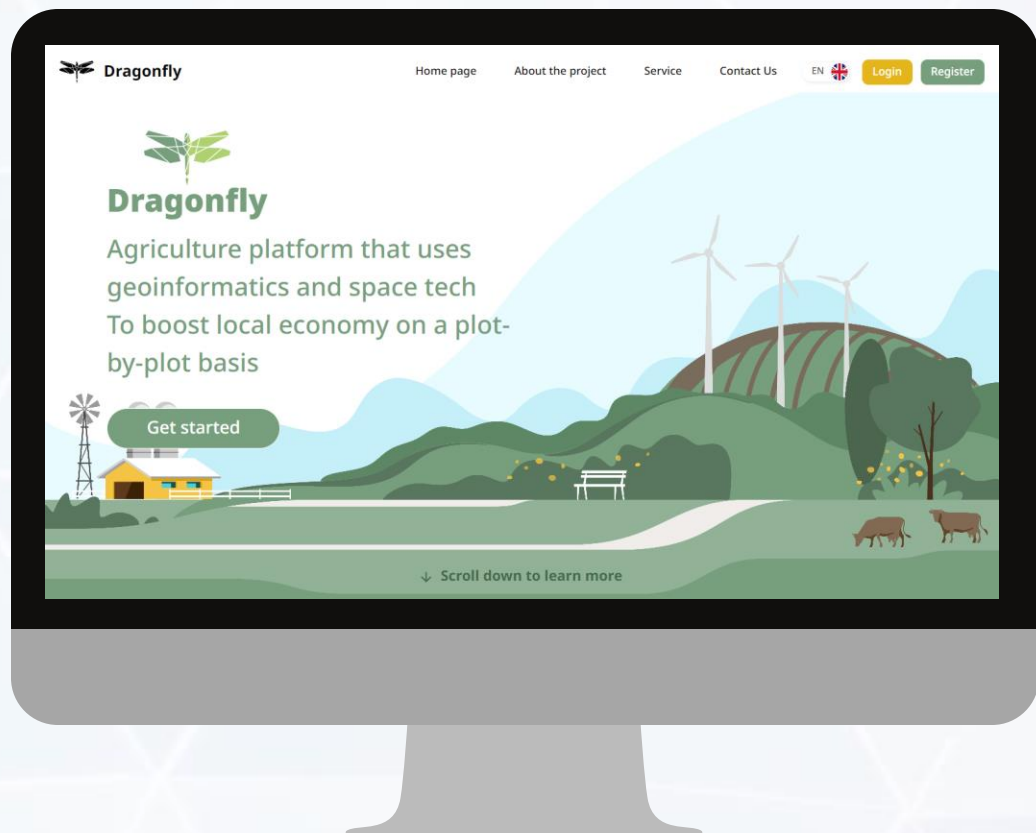 Dragonfly
Home page
About the project
Service
Contact Us
EN
Login
Register
Dragonfly
Agriculture platform that uses
geoinformatics and space tech
To boost local economy on a plot-
by-plot basis
Get started
↓ Scroll down to learn more